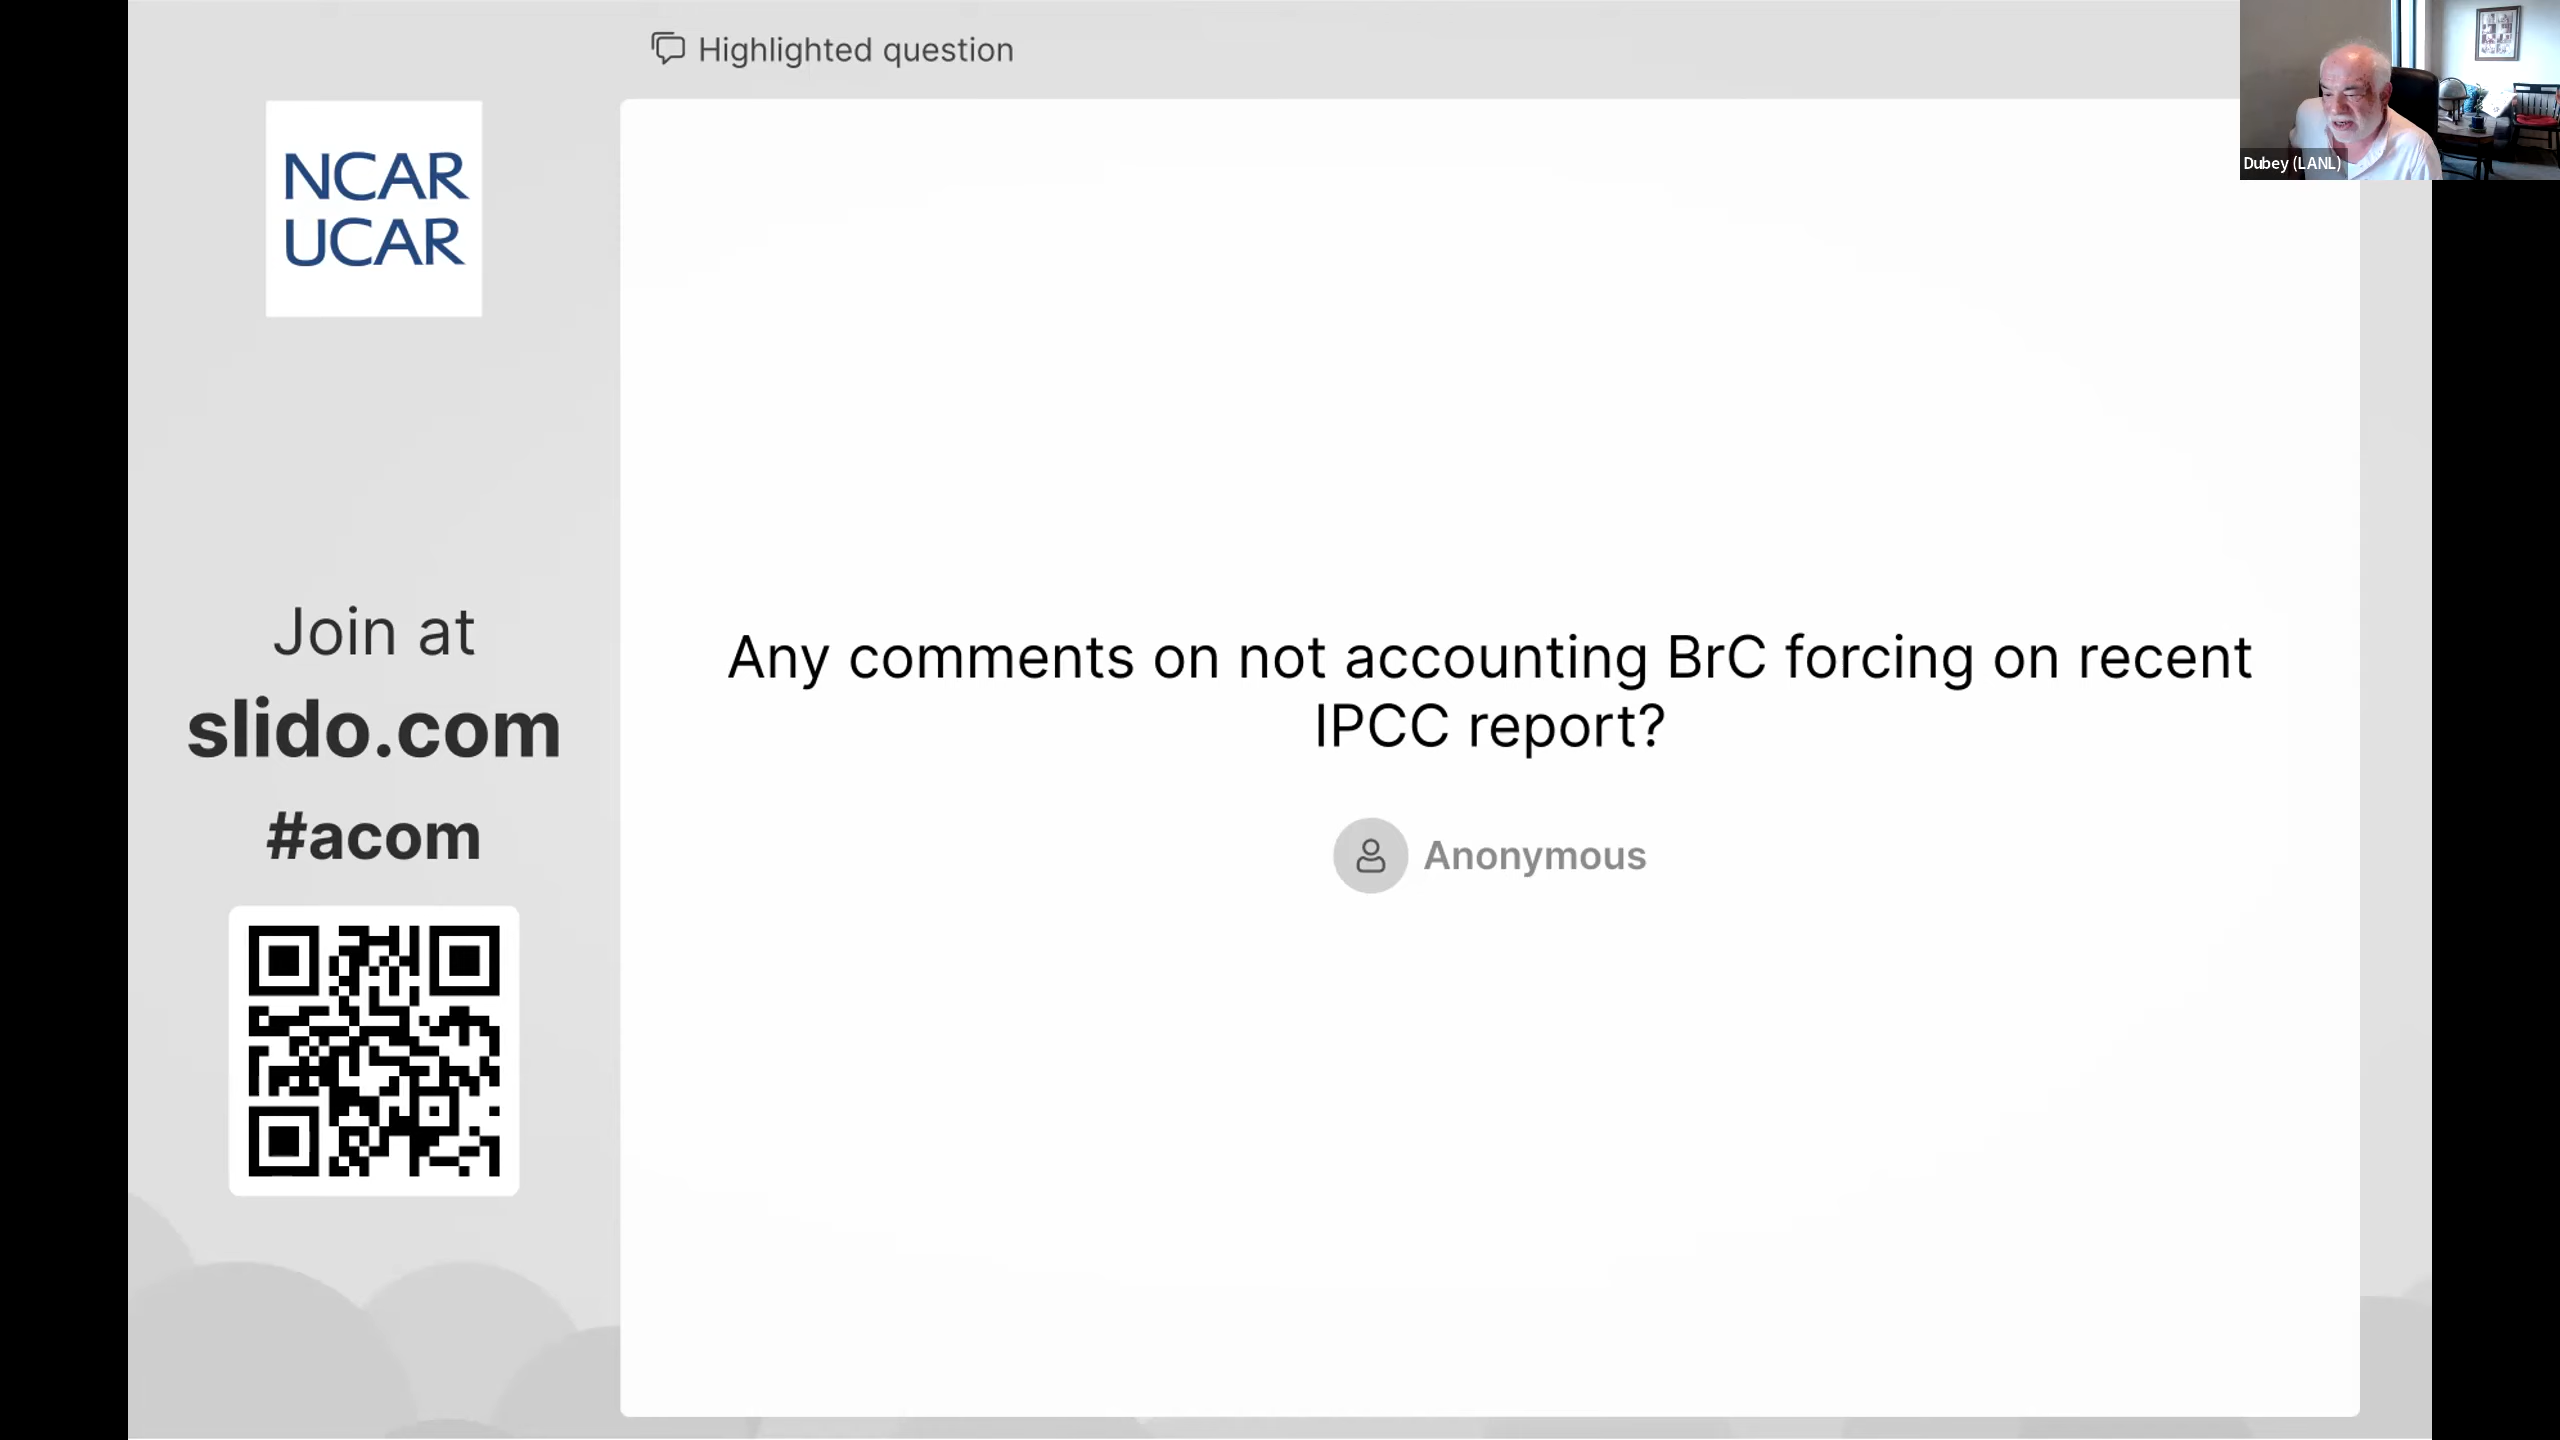 Highlighted question
NCAR
UCAR
Join at
slido.com
#acom
Any comments on not accounting BrC forcing on recent
IPCC report?
Anonymous
Dubey (LANL)